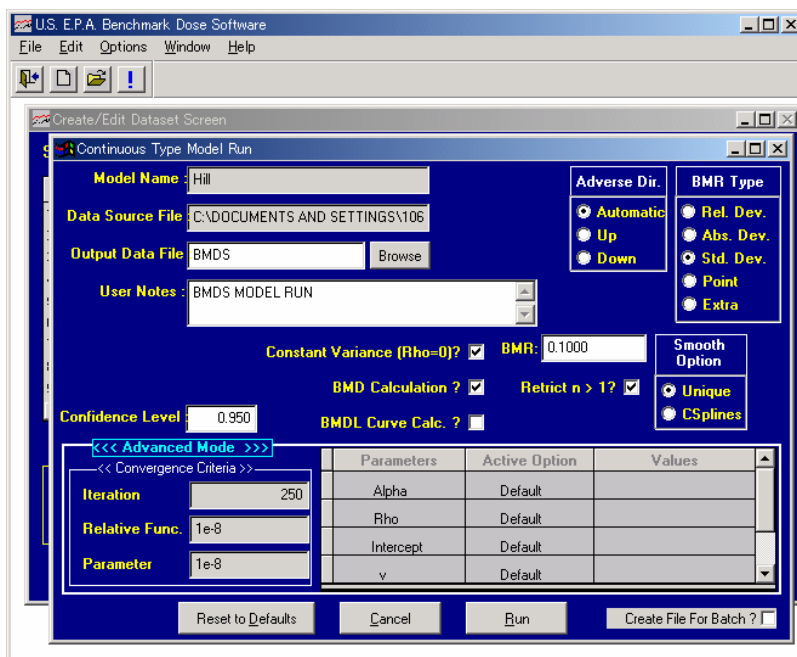 U.S. E.P.A. Benchmark Dose Software
File Edit Options Window Help
Create/Edit Dataset Screen
Continuous Type Model Run
Model Name : Hill
Data Source File : C:\DOCUMENTS AND SETTINGS\106
Output Data File BMDS Browse
User Notes : BMDS MODEL RUN
Adverse Dir.
Automatic
Up
Down
BMR Type
Rel. Dev.
Abs. Dev.
Std. Dev.
Point
Extra
Constant Variance (Rho=0)? BMR: 0.1000
BMD Calculation ? Retrict n > 1?
Confidence Level : 0.950 BMDL Curve Calc. ?
Smooth
Option
Unique
CSplines
<<< Advanced Mode >>>
<< Convergence Criteria >>
Iteration 250
Relative Func. 1e-8
Parameter 1e-8
Parameters Active Option Values
Alpha Default
Rho Default
Intercept Default
v Default
Reset to Defaults Cancel Run Create File For Batch ?